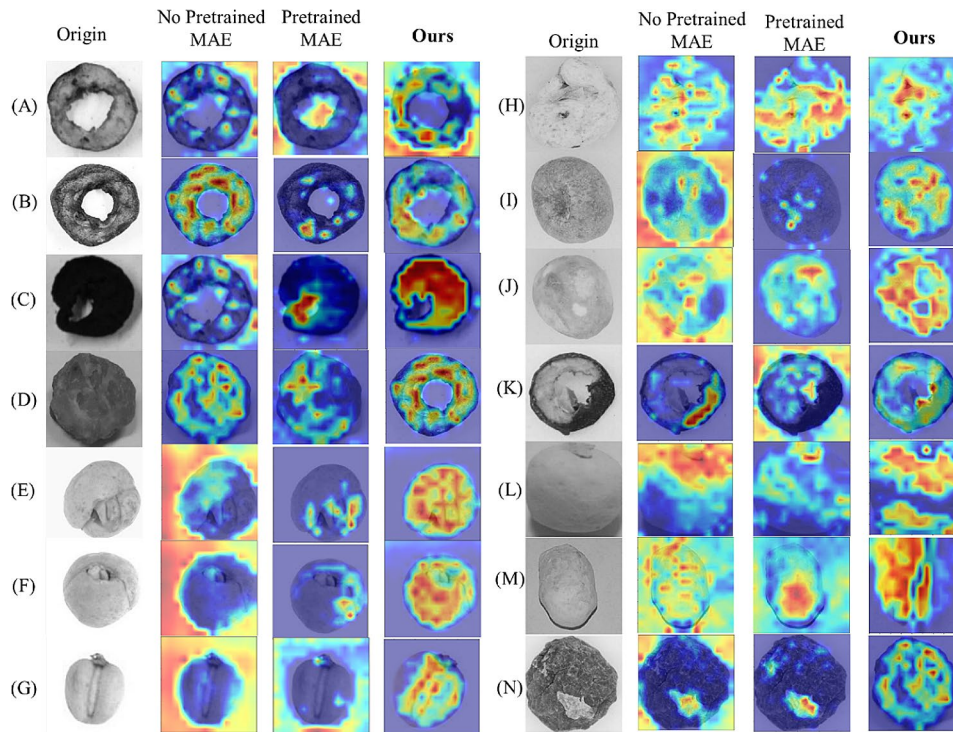 Origin
No Pretrained
MAE
Pretrained
MAE
Ours
Origin
No Pretrained
MAE
Pretrained
MAE
Ours
(A)
(B)
(C)
(D)
(E)
(F)
(G)
(H)
(I)
(J)
(K)
(L)
(M)
(N)